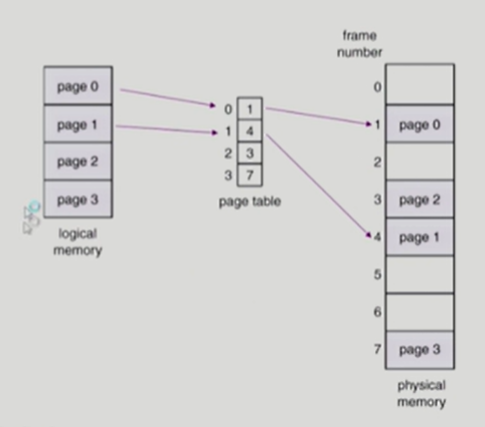 frame
number
page 0
page 1
page 2
page 3
logical
memory
0 1
1 4
2 3
3 7
page table
0
1 page 0
2
3 page 2
4 page 1
5
6
7 page 3
physical
memory